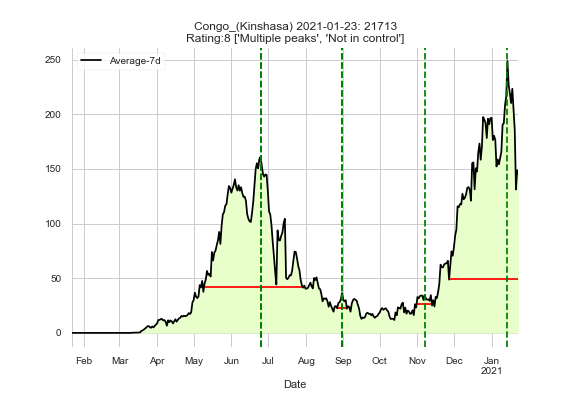 Congo_(Kinshasa) 2021-01-23: 21713
Rating:8 ['Multiple peaks', 'Not in control']
Average-7d
250
200
150
100
50
0
Feb Mar Apr May Jun Jul Aug Sep Oct Nov Dec Jan
2021
Date